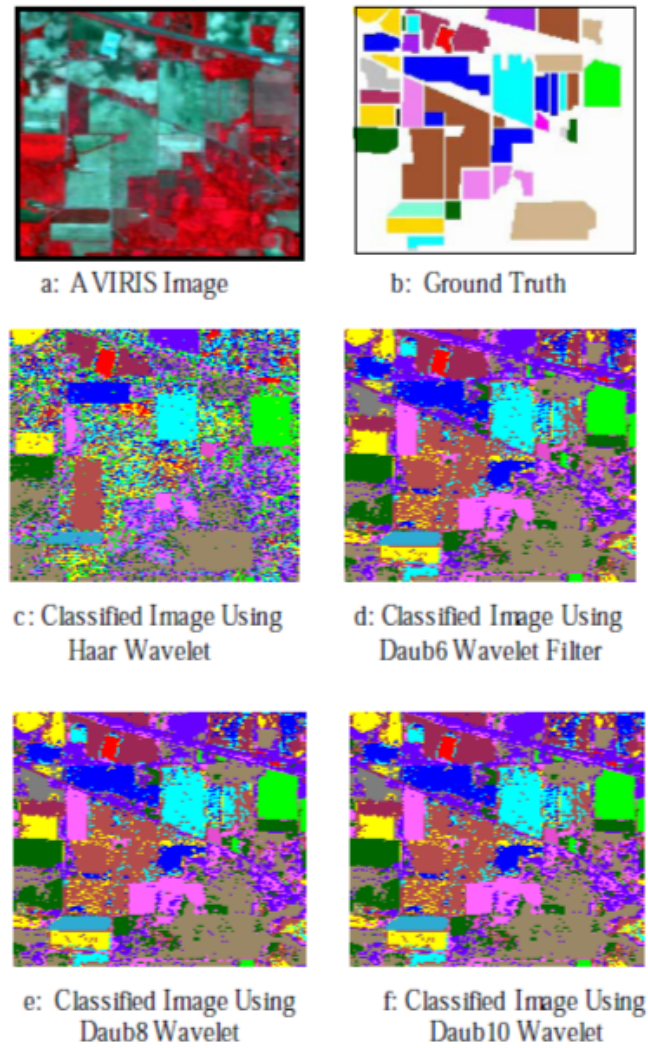 a: AVIRIS Image
b: Ground Truth
c: Classified Image Using
Haar Wavelet
d: Classified Image Using
Daub6 Wavelet Filter
e: Classified Image Using
Daub8 Wavelet
f: Classified Image Using
Daub10 Wavelet